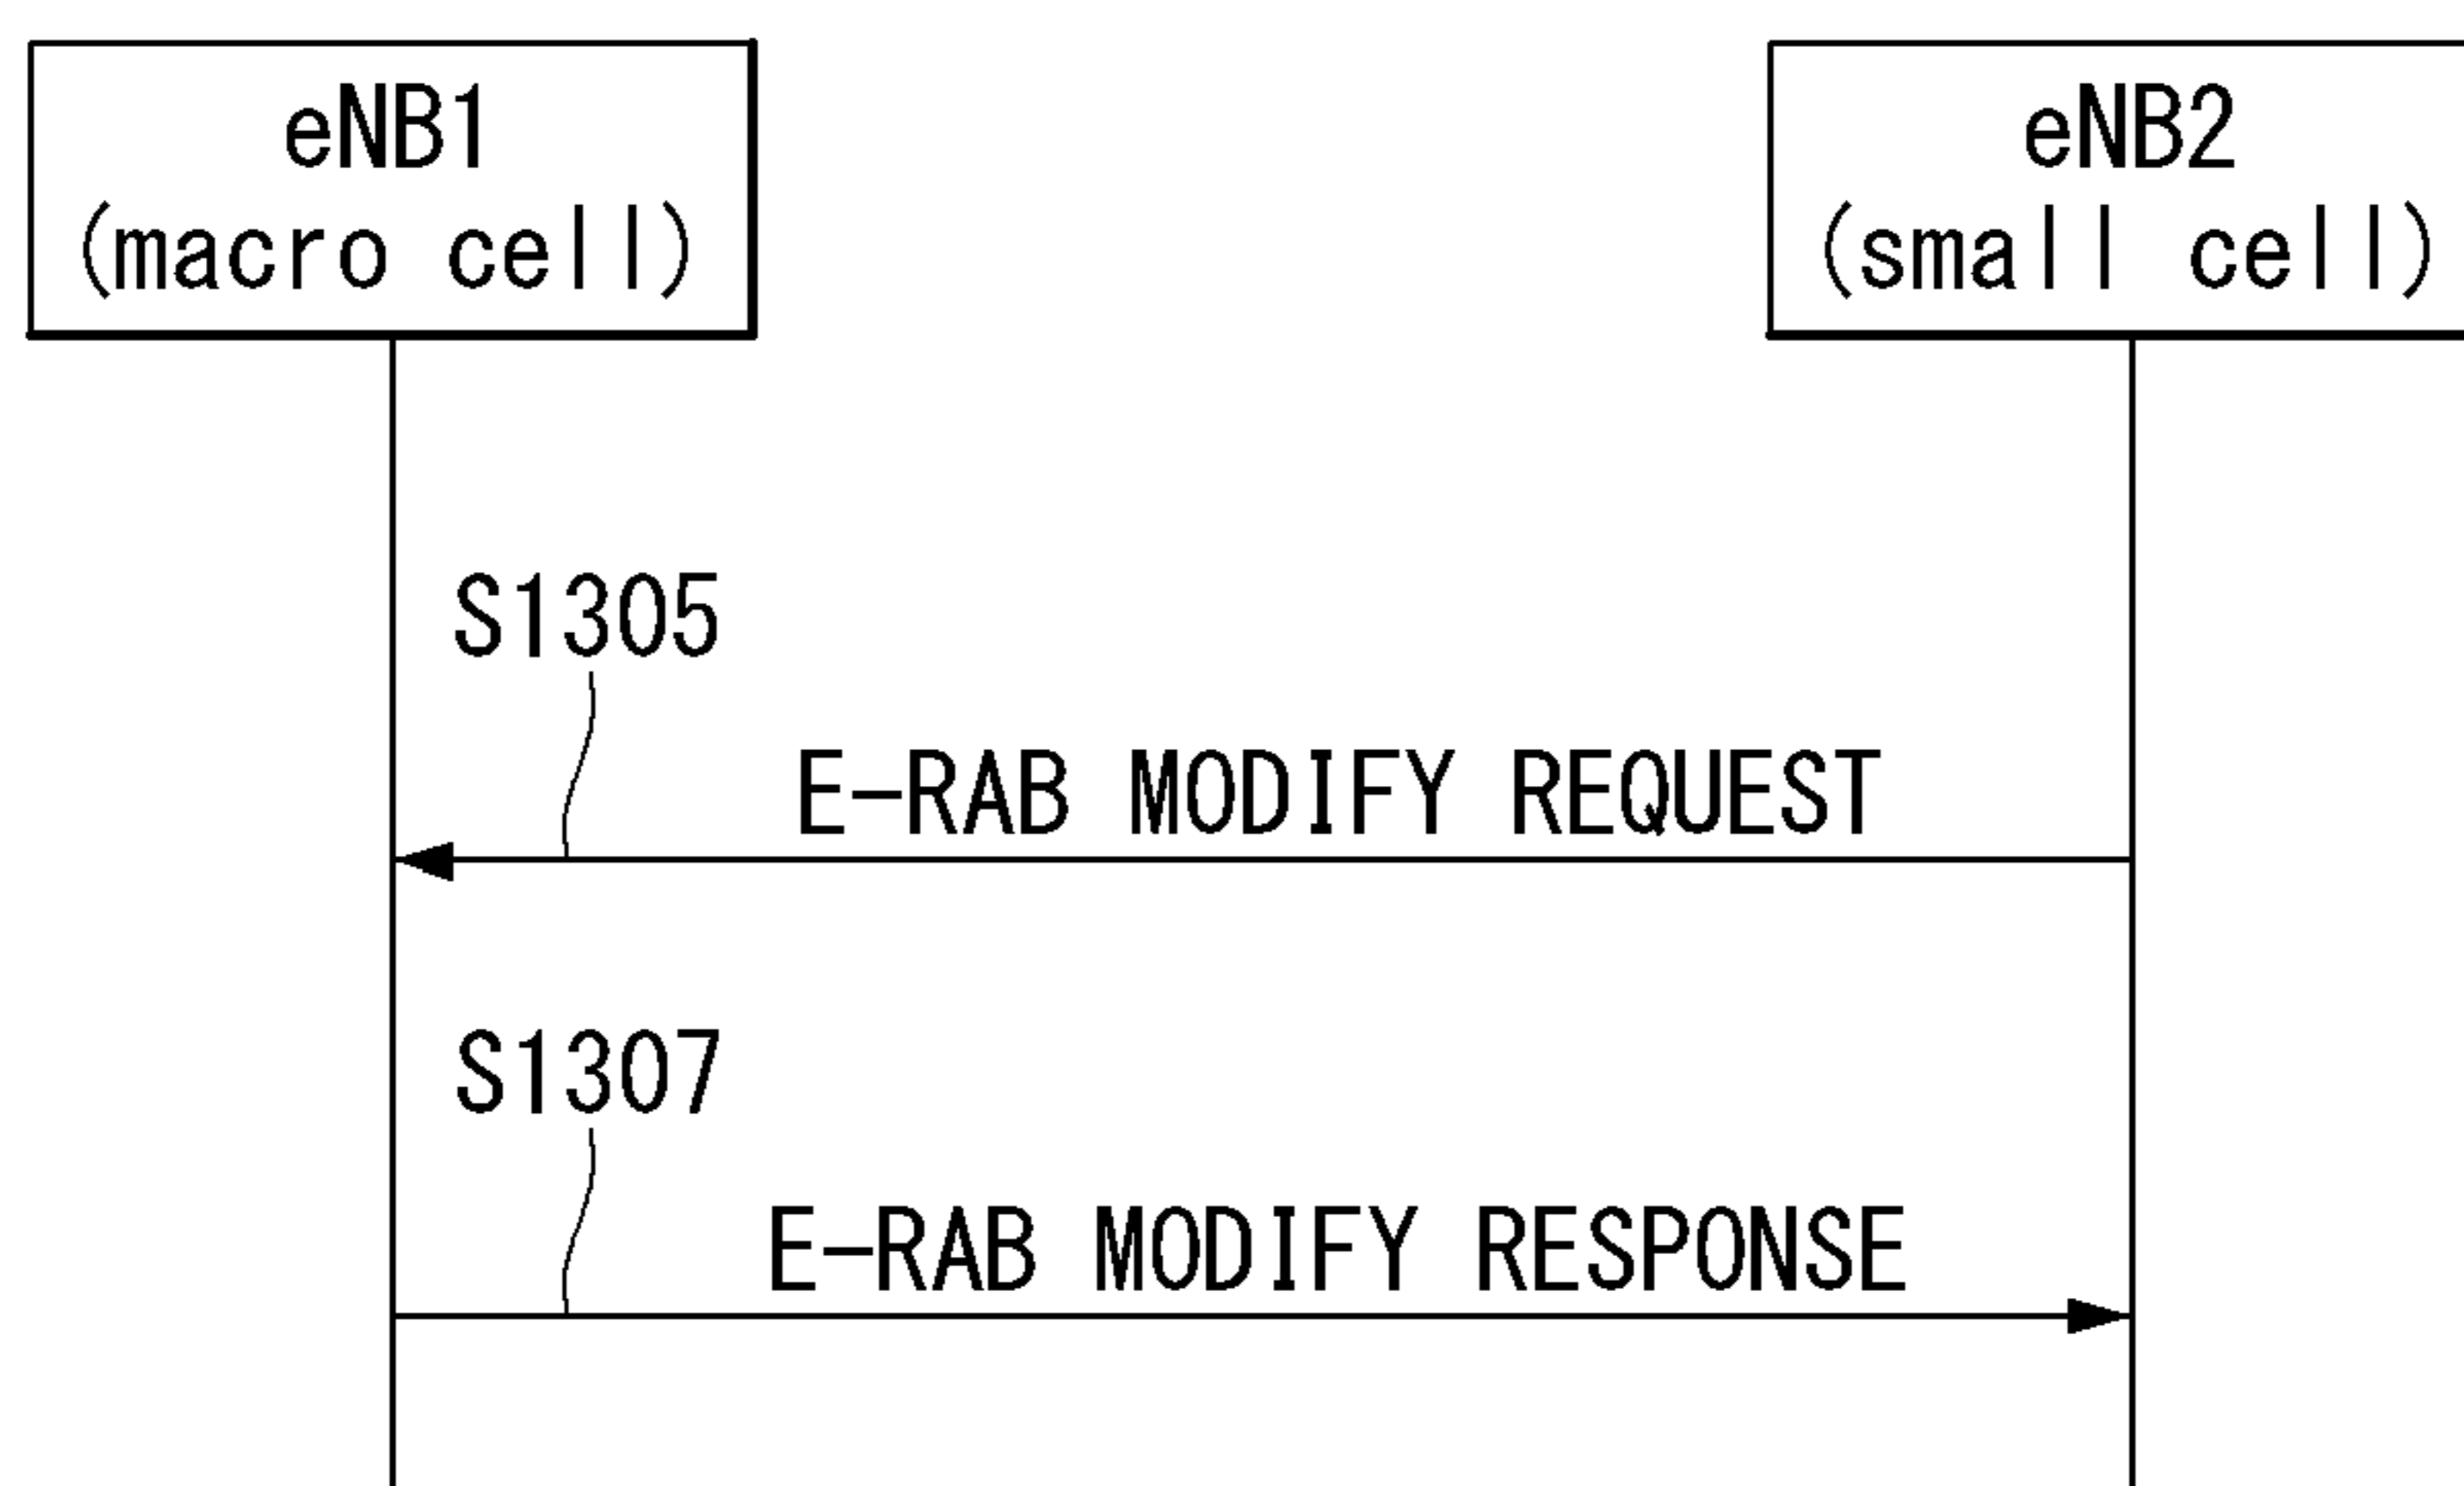 eNB1
(macro cell)
eNB2
(small cell)
S1305
E-RAB MODIFY REQUEST
S1307
E-RAB MODIFY RESPONSE